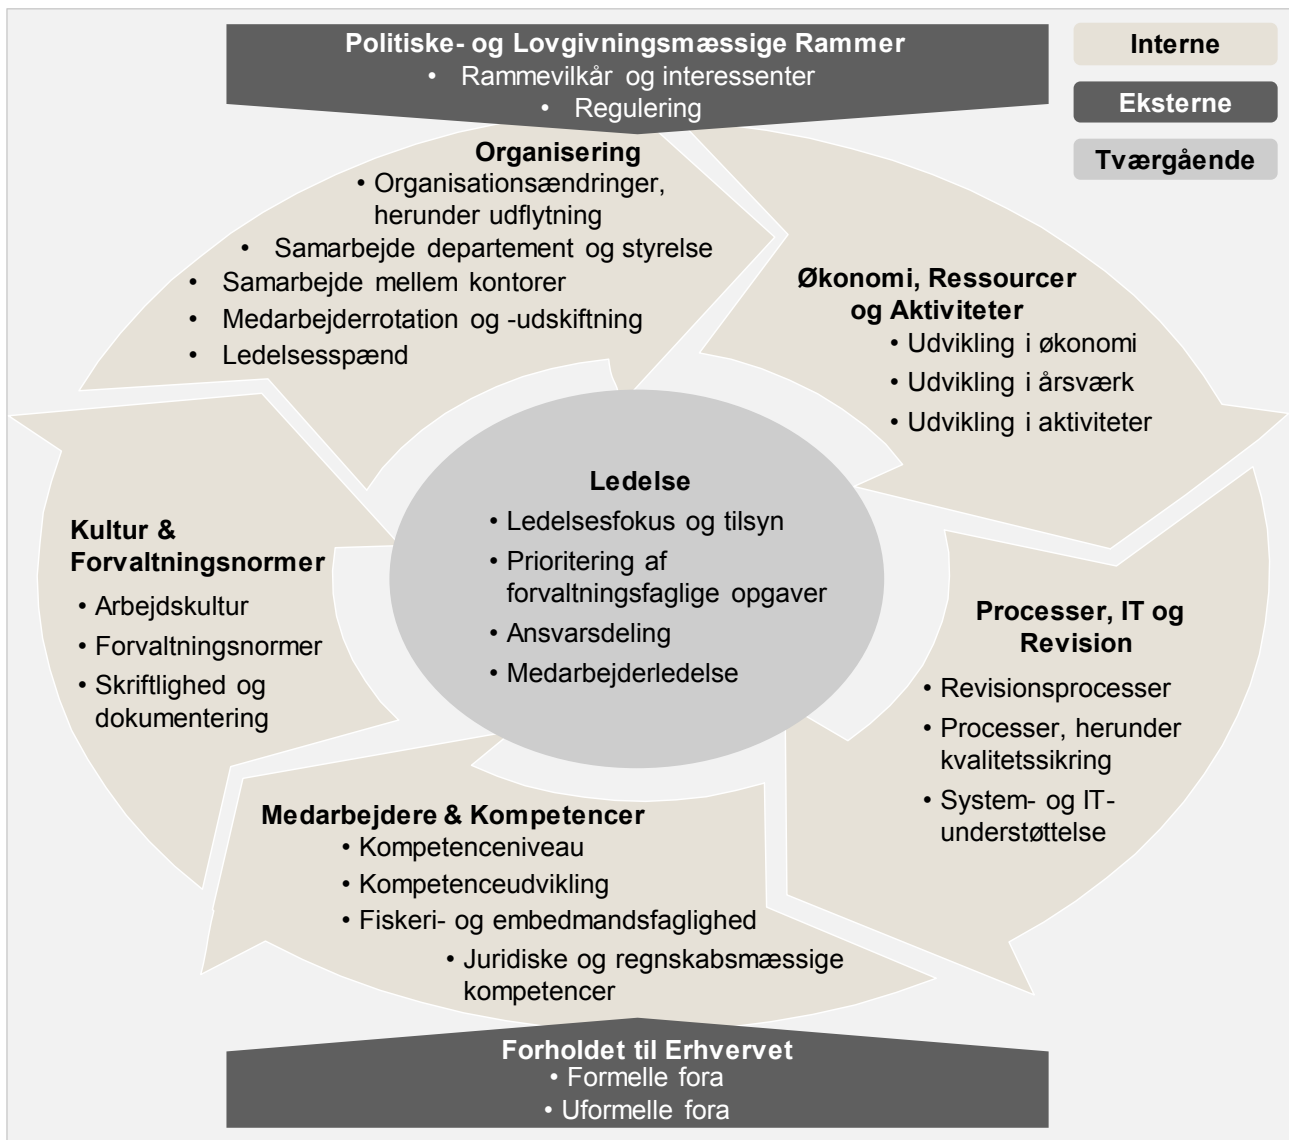 Politiske- og Lovgivningsmæssige Rammer
• Rammevilkår og interessenter
• Regulering
Interne
Eksterne
Tværgående
Organisering
• Organisationsændringer,
herunder udflytning
• Samarbejde departement og styrelse
• Samarbejde mellem kontorer
• Medarbejderrotation og -udskiftning
• Ledelsesspænd
Økonomi, Ressourcer
og Aktiviteter
• Udvikling i økonomi
• Udvikling i årsværk
• Udvikling i aktiviteter
Ledelse
• Ledelsesfokus og tilsyn
• Prioritering af
forvaltningsfaglige opgaver
• Ansvarsdeling
• Medarbejderledelse
Kultur &
Forvaltningsnormer
• Arbejdskultur
• Forvaltningsnormer
• Skriftlighed og
dokumentering
Processer, IT og
Revision
• Revisionsprocesser
• Processer, herunder
kvalitetssikring
• System- og IT-
understøttelse
Medarbejdere & Kompetencer
• Kompetenceniveau
• Kompetenceudvikling
• Fiskeri- og embedmandsfaglighed
• Juridiske og regnskabsmæssige
kompetencer
Forholdet til Erhvervet
• Formelle fora
• Uformelle fora